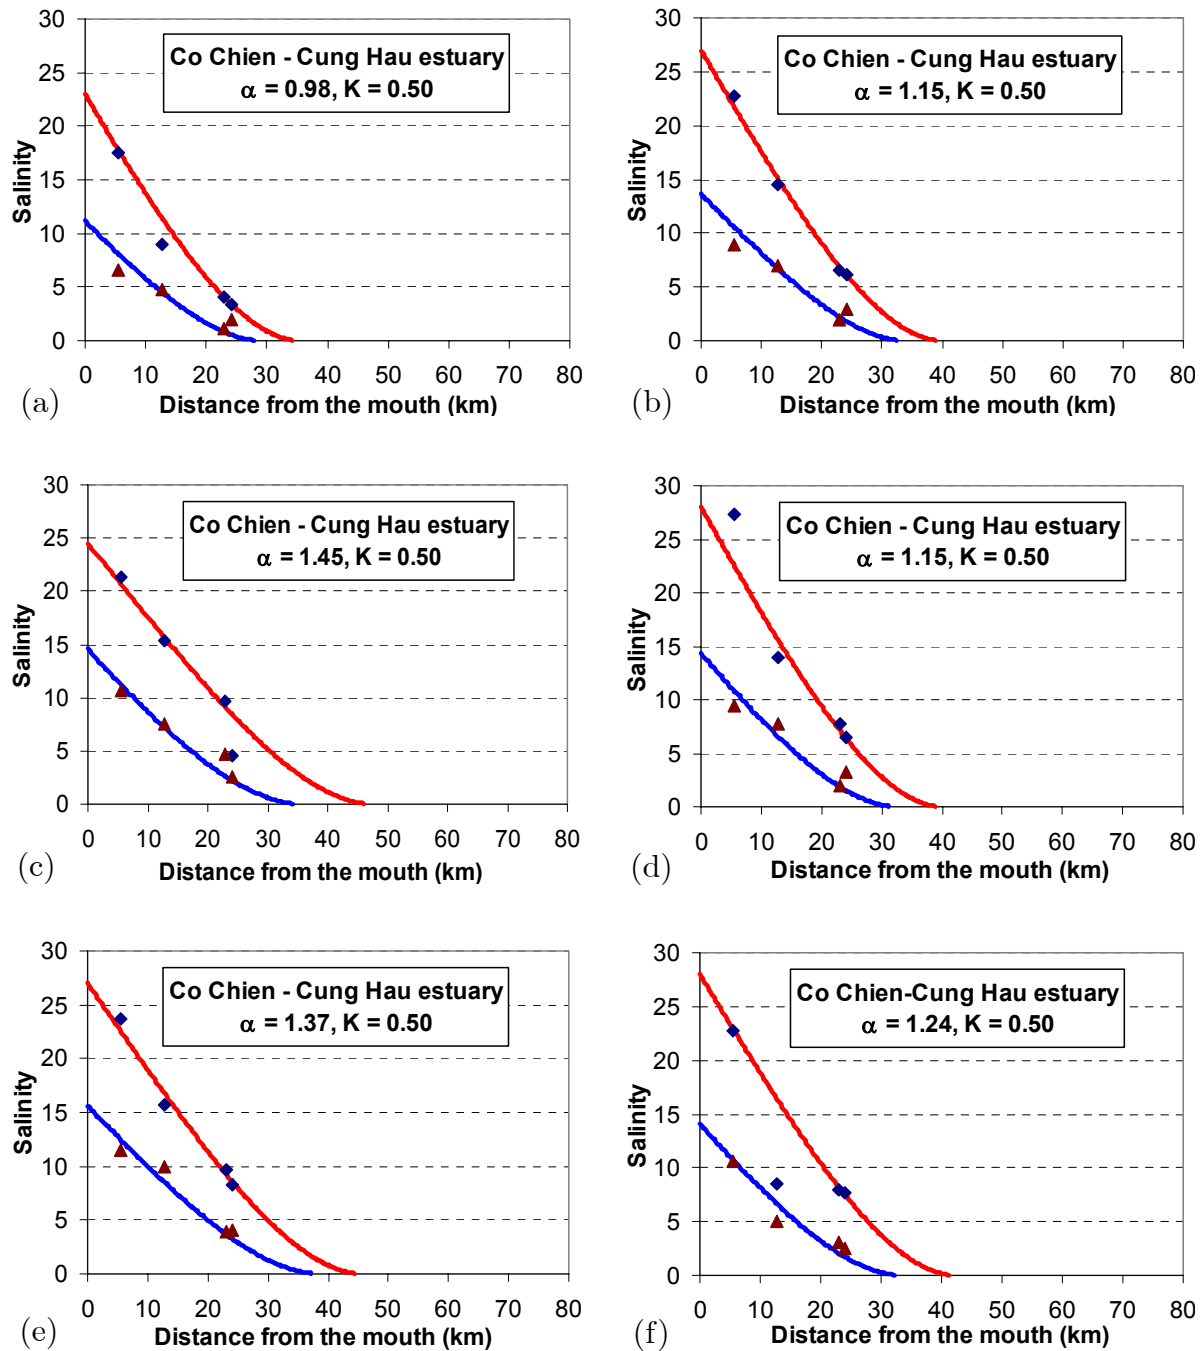 Co Chien - Cung Hau estuary
α = 0.98, K = 0.50
Salinity
30
25
20
15
10
5
0
0 10 20 30 40 50 60 70 80
Distance from the mouth (km)
(a)
Co Chien - Cung Hau estuary
α = 1.15, K = 0.50
Salinity
30
25
20
15
10
5
0
0 10 20 30 40 50 60 70 80
Distance from the mouth (km)
(b)
Co Chien - Cung Hau estuary
α = 1.45, K = 0.50
Salinity
30
25
20
15
10
5
0
0 10 20 30 40 50 60 70 80
Distance from the mouth (km)
(c)
Co Chien - Cung Hau estuary
α = 1.15, K = 0.50
Salinity
30
25
20
15
10
5
0
0 10 20 30 40 50 60 70 80
Distance from the mouth (km)
(d)
Co Chien - Cung Hau estuary
α = 1.37, K = 0.50
Salinity
30
25
20
15
10
5
0
0 10 20 30 40 50 60 70 80
Distance from the mouth (km)
(e)
Co Chien-Cung Hau estuary
α = 1.24, K = 0.50
Salinity
30
25
20
15
10
5
0
0 10 20 30 40 50 60 70 80
Distance from the mouth (km)
(f)